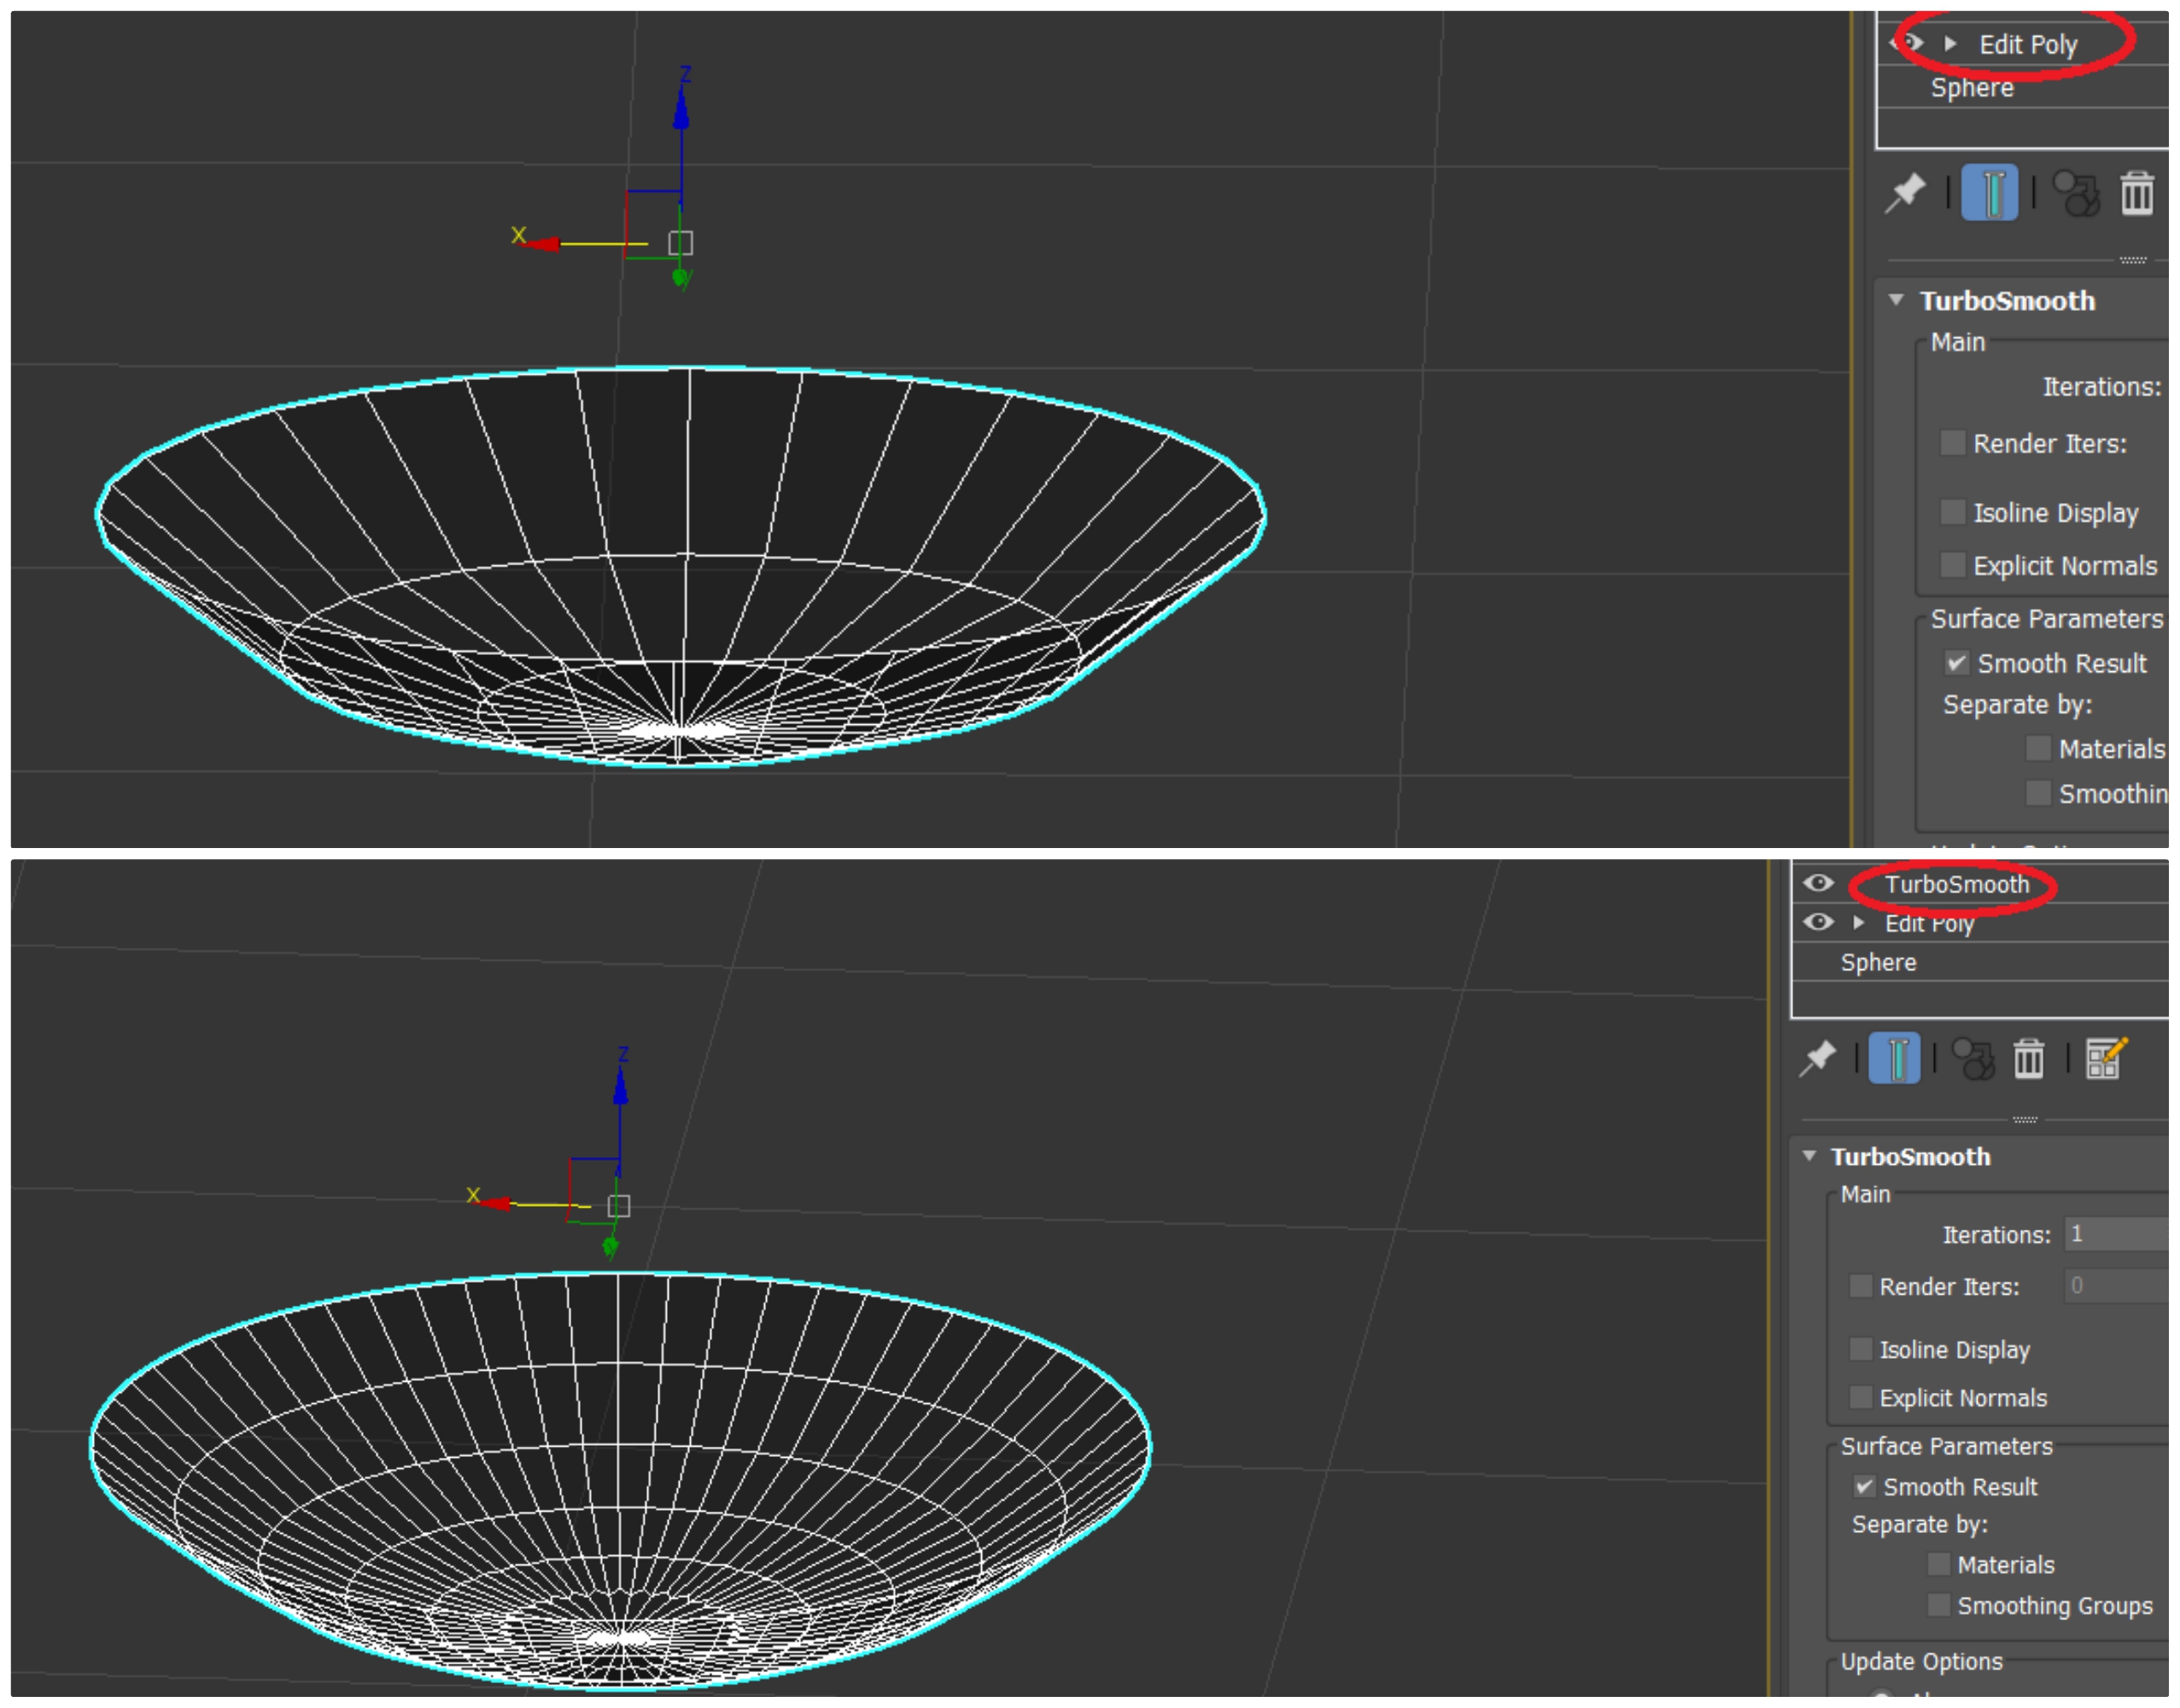 Edit Poly
Sphere
z
x
y
TurboSmooth
Main
Iterations:
Render Iters:
Isoline Display
Explicit Normals
Surface Parameters
Smooth Result
Separate by:
Materials
Smoothin
TurboSmooth
Edit Poly
Sphere
z
x
TurboSmooth
Main
Iterations: 1
Render Iters: 0
Isoline Display
Explicit Normals
Surface Parameters
Smooth Result
Separate by:
Materials
Smoothing Groups
Update Options